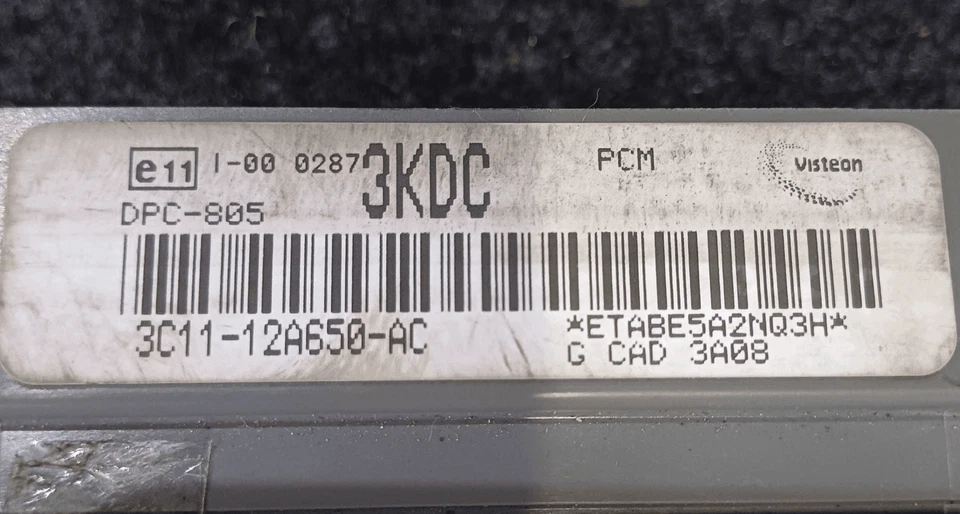 e11 I-00 0287 3KDC PCM Visteon
DPC-805
3C11-12A650-AC *ETABE5A2NQ3H*
G CAD 3A08